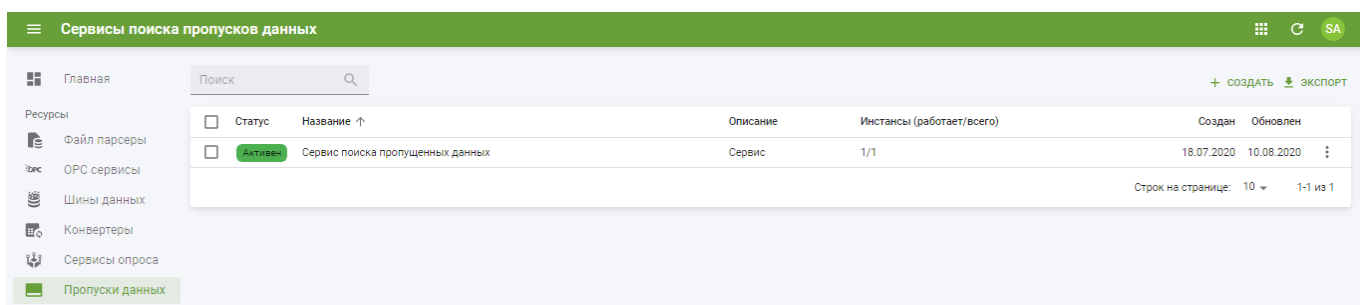 Сервисы поиска пропусков данных SA
Главная
Поиск
СОЗДАТЬ ЭКСПОРТ
Ресурсы
Статус Название Описание Инстансы (работает/всего) Создан Обновлен
Файл парсеры
Активен Сервис поиска пропущенных данных Сервис 1/1 18.07.2020 10.08.2020
OPC OPC сервисы
Строк на странице: 10 1-1 из 1
Шины данных
Конвертеры
Сервисы опроса
Пропуски данных